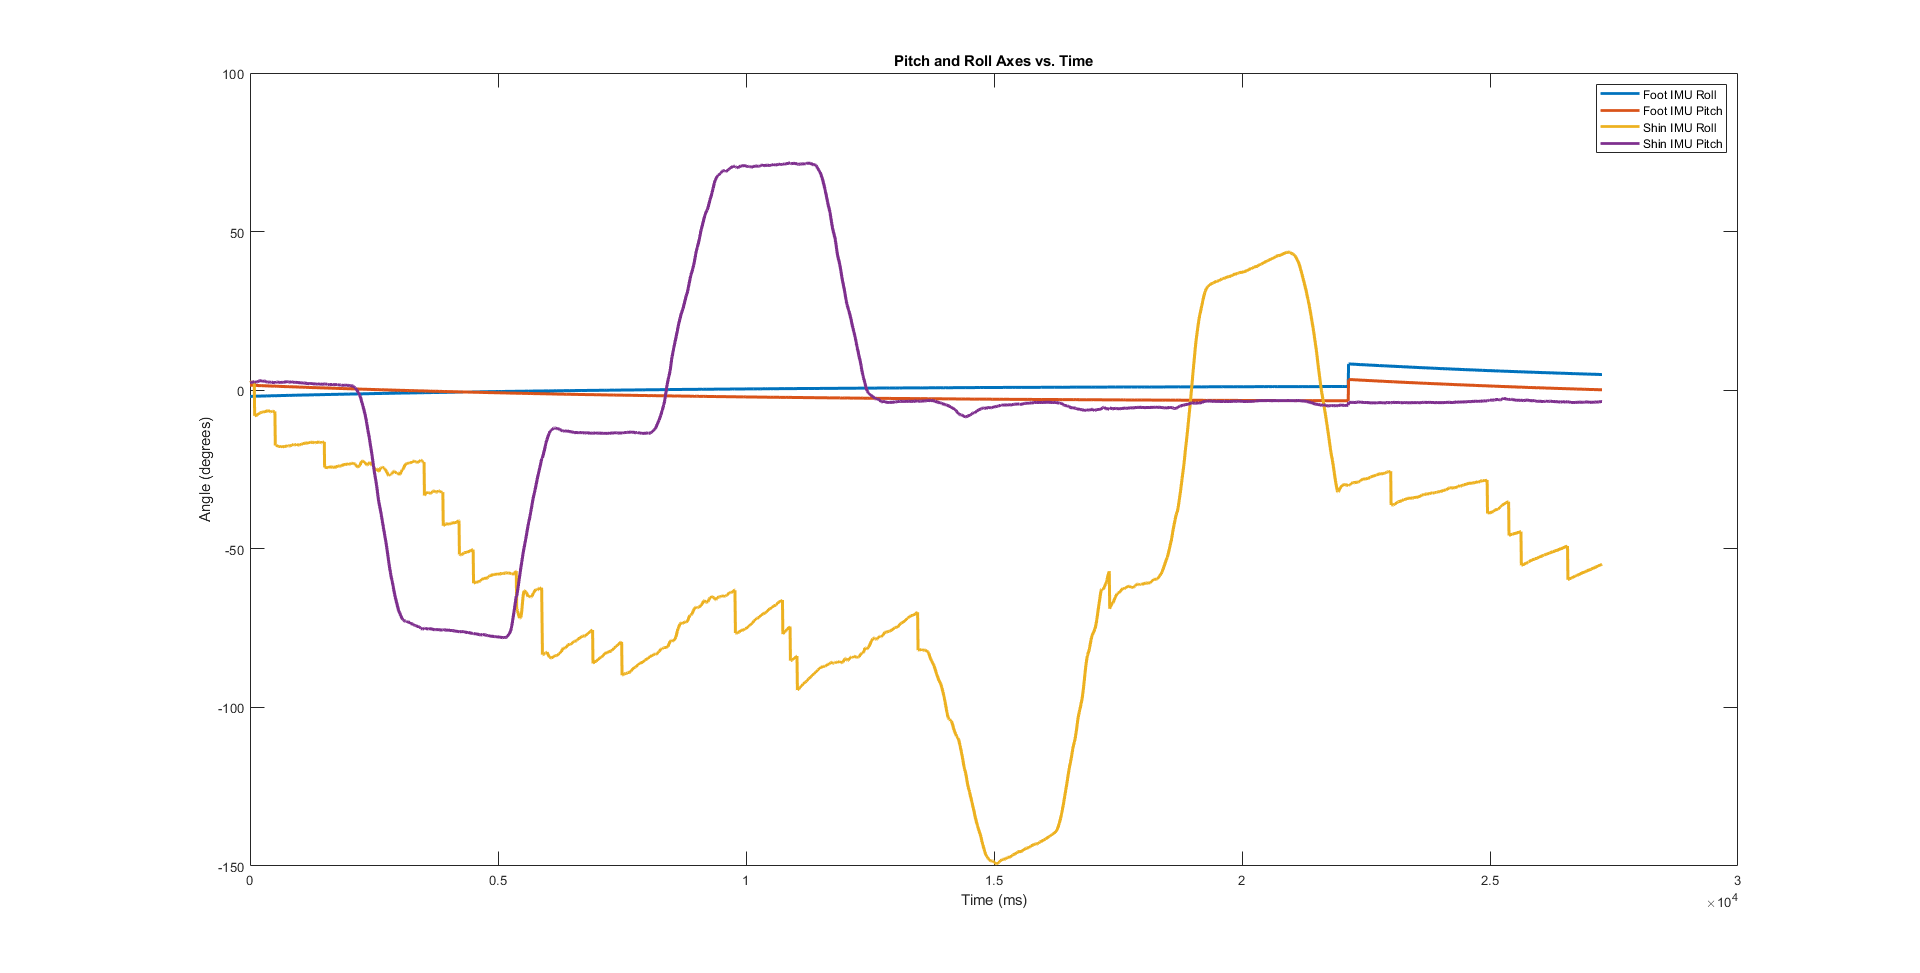 Pitch and Roll Axes vs. Time
100
50
0
-50
-100
-150
Angle (degrees)
Foot IMU Roll
Foot IMU Pitch
Shin IMU Roll
Shin IMU Pitch
0 0.5 1 1.5 2 2.5 3
Time (ms)
×10^4